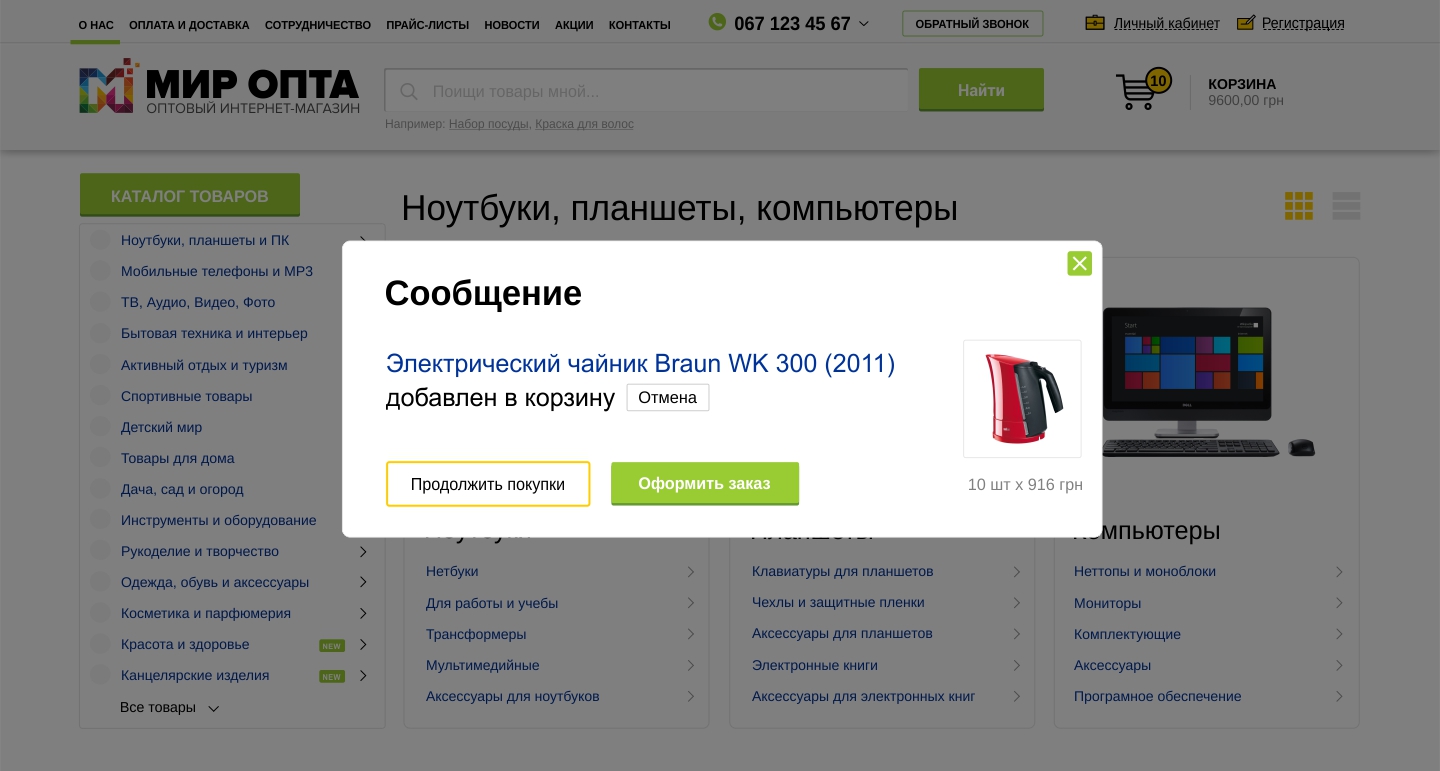 О НАС ОПЛАТА И ДОСТАВКА СОТРУДНИЧЕСТВО ПРАЙС-ЛИСТЫ НОВОСТИ АКЦИИ КОНТАКТЫ 067 123 45 67 ОБРАТНЫЙ ЗВОНОК Личный кабинет Регистрация
МИР ОПТА
ОПТОВЫЙ ИНТЕРНЕТ-МАГАЗИН
Поищи товары мной...
Найти
Например: Набор посуды, Краска для волос
10
КОРЗИНА
9600,00 грн
КАТАЛОГ ТОВАРОВ
Ноутбуки, планшеты и ПК
Мобильные телефоны и MP3
ТВ, Аудио, Видео, Фото
Бытовая техника и интерьер
Активный отдых и туризм
Спортивные товары
Детский мир
Товары для дома
Дача, сад и огород
Инструменты и оборудование
Рукоделие и творчество
Одежда, обувь и аксессуары
Косметика и парфюмерия
Красота и здоровье NEW
Канцелярские изделия NEW
Все товары
Ноутбуки, планшеты, компьютеры
Сообщение
Электрический чайник Braun WK 300 (2011)
добавлен в корзину Отмена
Продолжить покупки
Оформить заказ
10 шт x 916 грн
Start
DELL
Ноутбуки
Нетбуки
Для работы и учебы
Трансформеры
Мультимедийные
Аксессуары для ноутбуков
Планшеты
Клавиатуры для планшетов
Чехлы и защитные пленки
Аксессуары для планшетов
Электронные книги
Аксессуары для электронных книг
Компьютеры
Неттопы и моноблоки
Мониторы
Комплектующие
Аксессуары
Програмное обеспечение